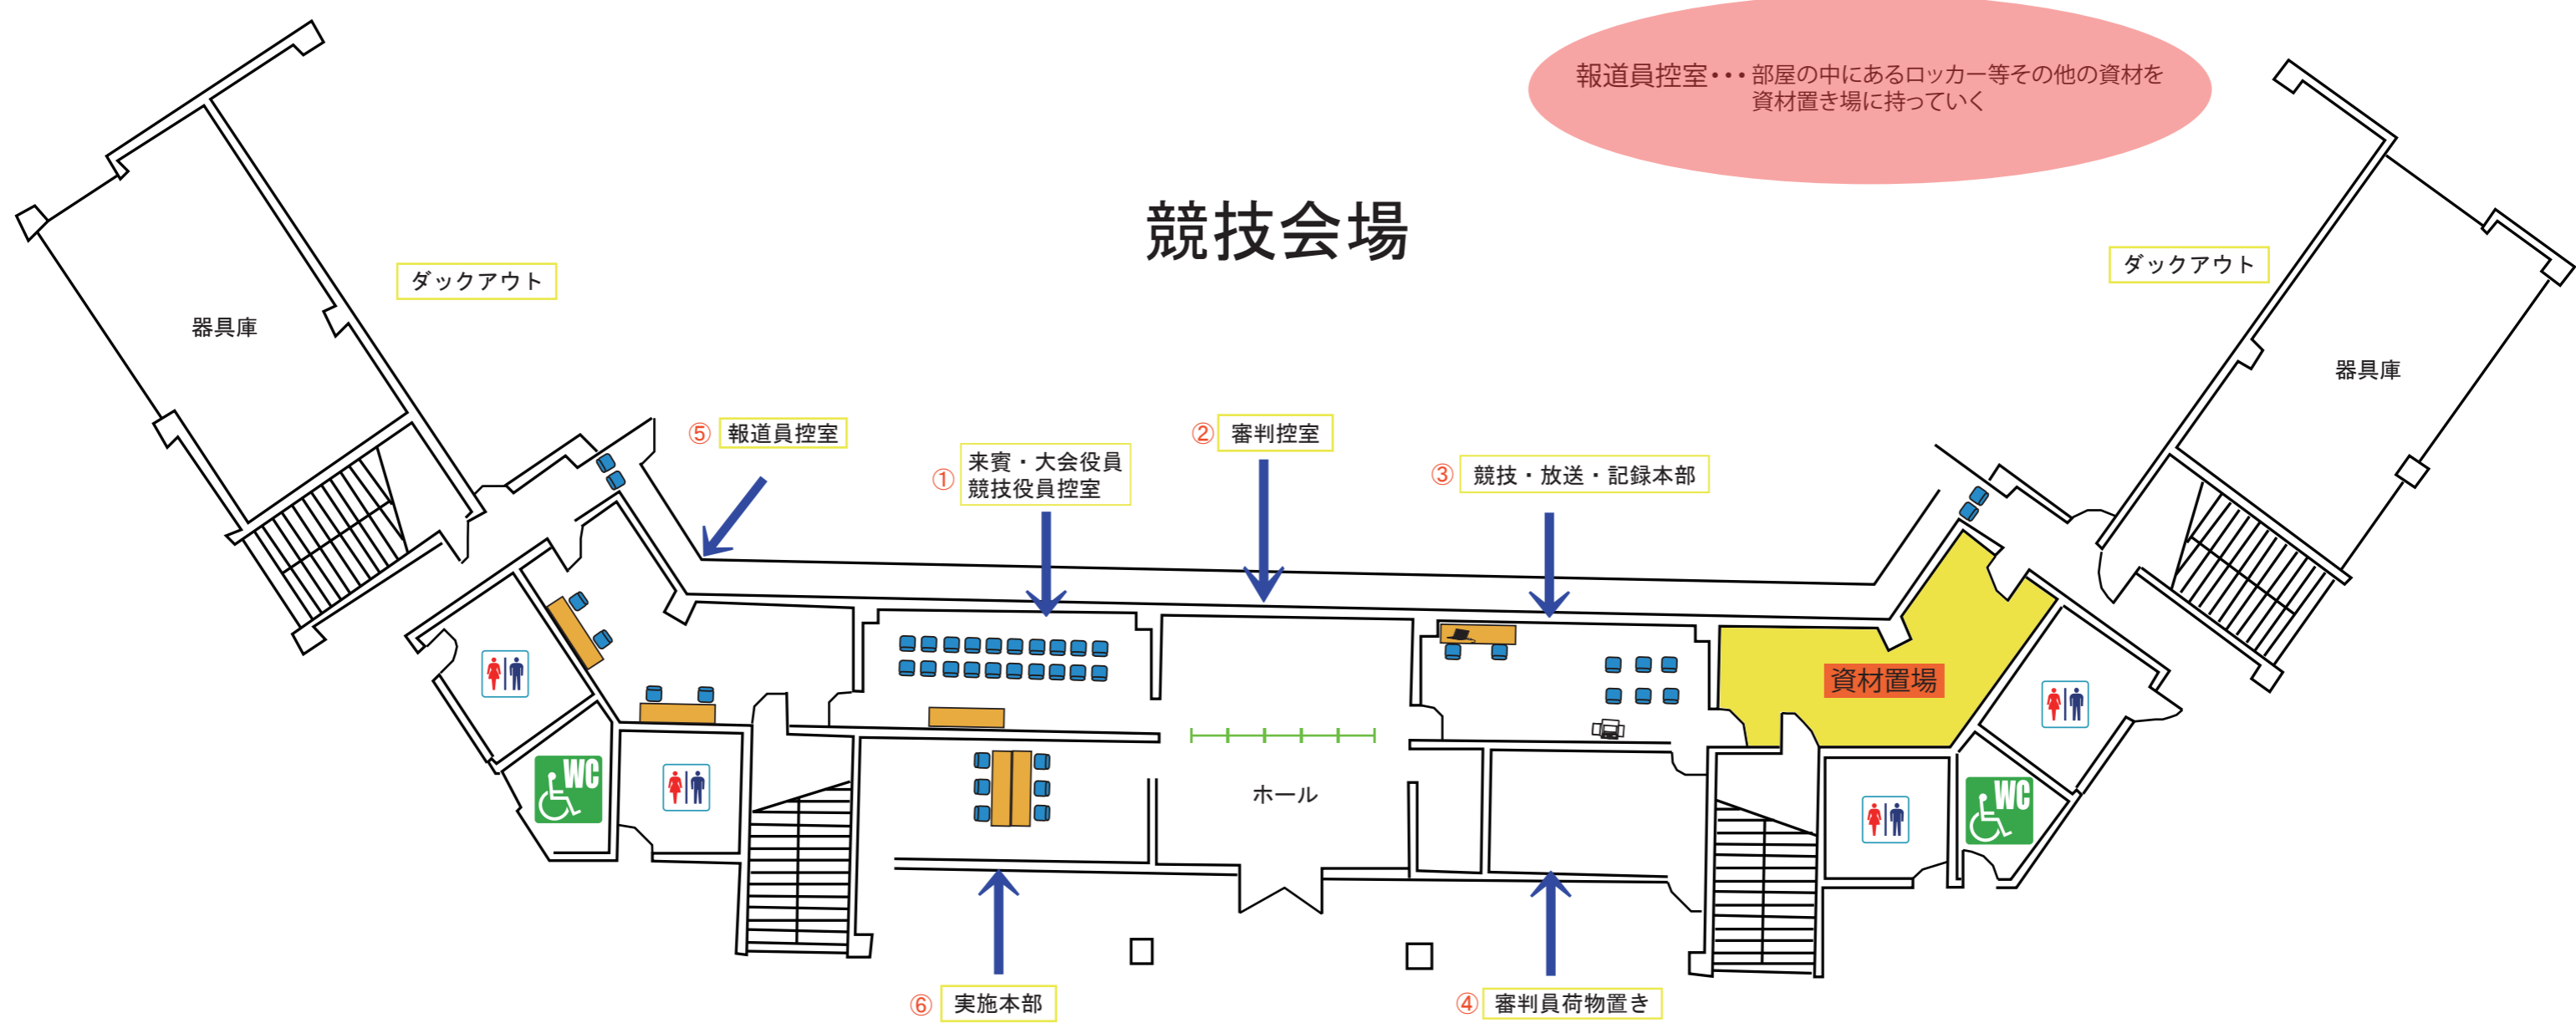 報道員控室・・・部屋の中にあるロッカー等その他の資材を
資材置き場に持っていく
競技会場
ダックアウト
ダックアウト
器具庫
器具庫
⑤ 報道員控室
② 審判控室
① 来賓・大会役員
競技役員控室
③ 競技・放送・記録本部
資材置場
WC
WC
ホール
⑥ 実施本部
④ 審判員荷物置き